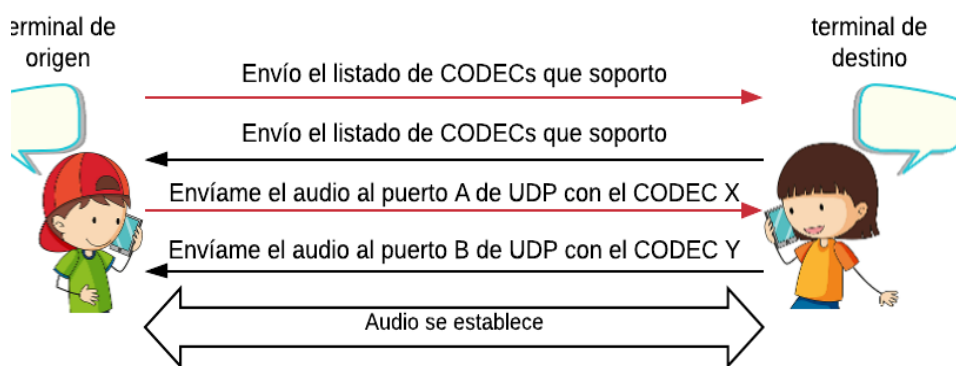 erminal de
origen
terminal de
destino
Envío el listado de CODECs que soporto
Envío el listado de CODECs que soporto
Envíame el audio al puerto A de UDP con el CODEC X
Envíame el audio al puerto B de UDP con el CODEC Y
Audio se establece